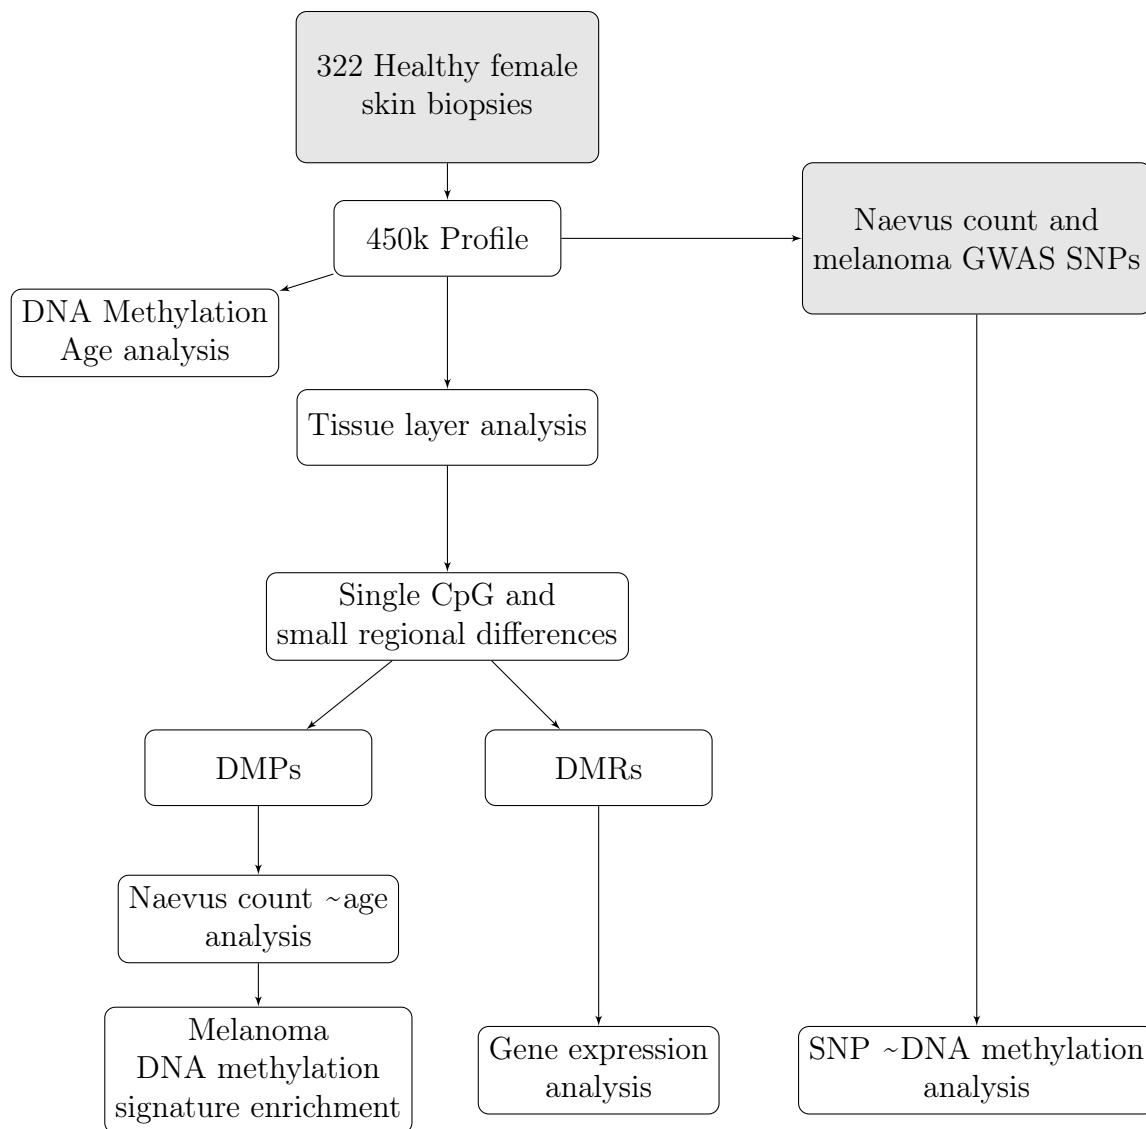 322 Healthy female
skin biopsies
450k Profile
Naevus count and
melanoma GWAS SNPs
DNA Methylation
Age analysis
Tissue layer analysis
Single CpG and
small regional differences
DMPs
DMRs
Naevus count ~age
analysis
Melanoma
DNA methylation
signature enrichment
Gene expression
analysis
SNP ~DNA methylation
analysis